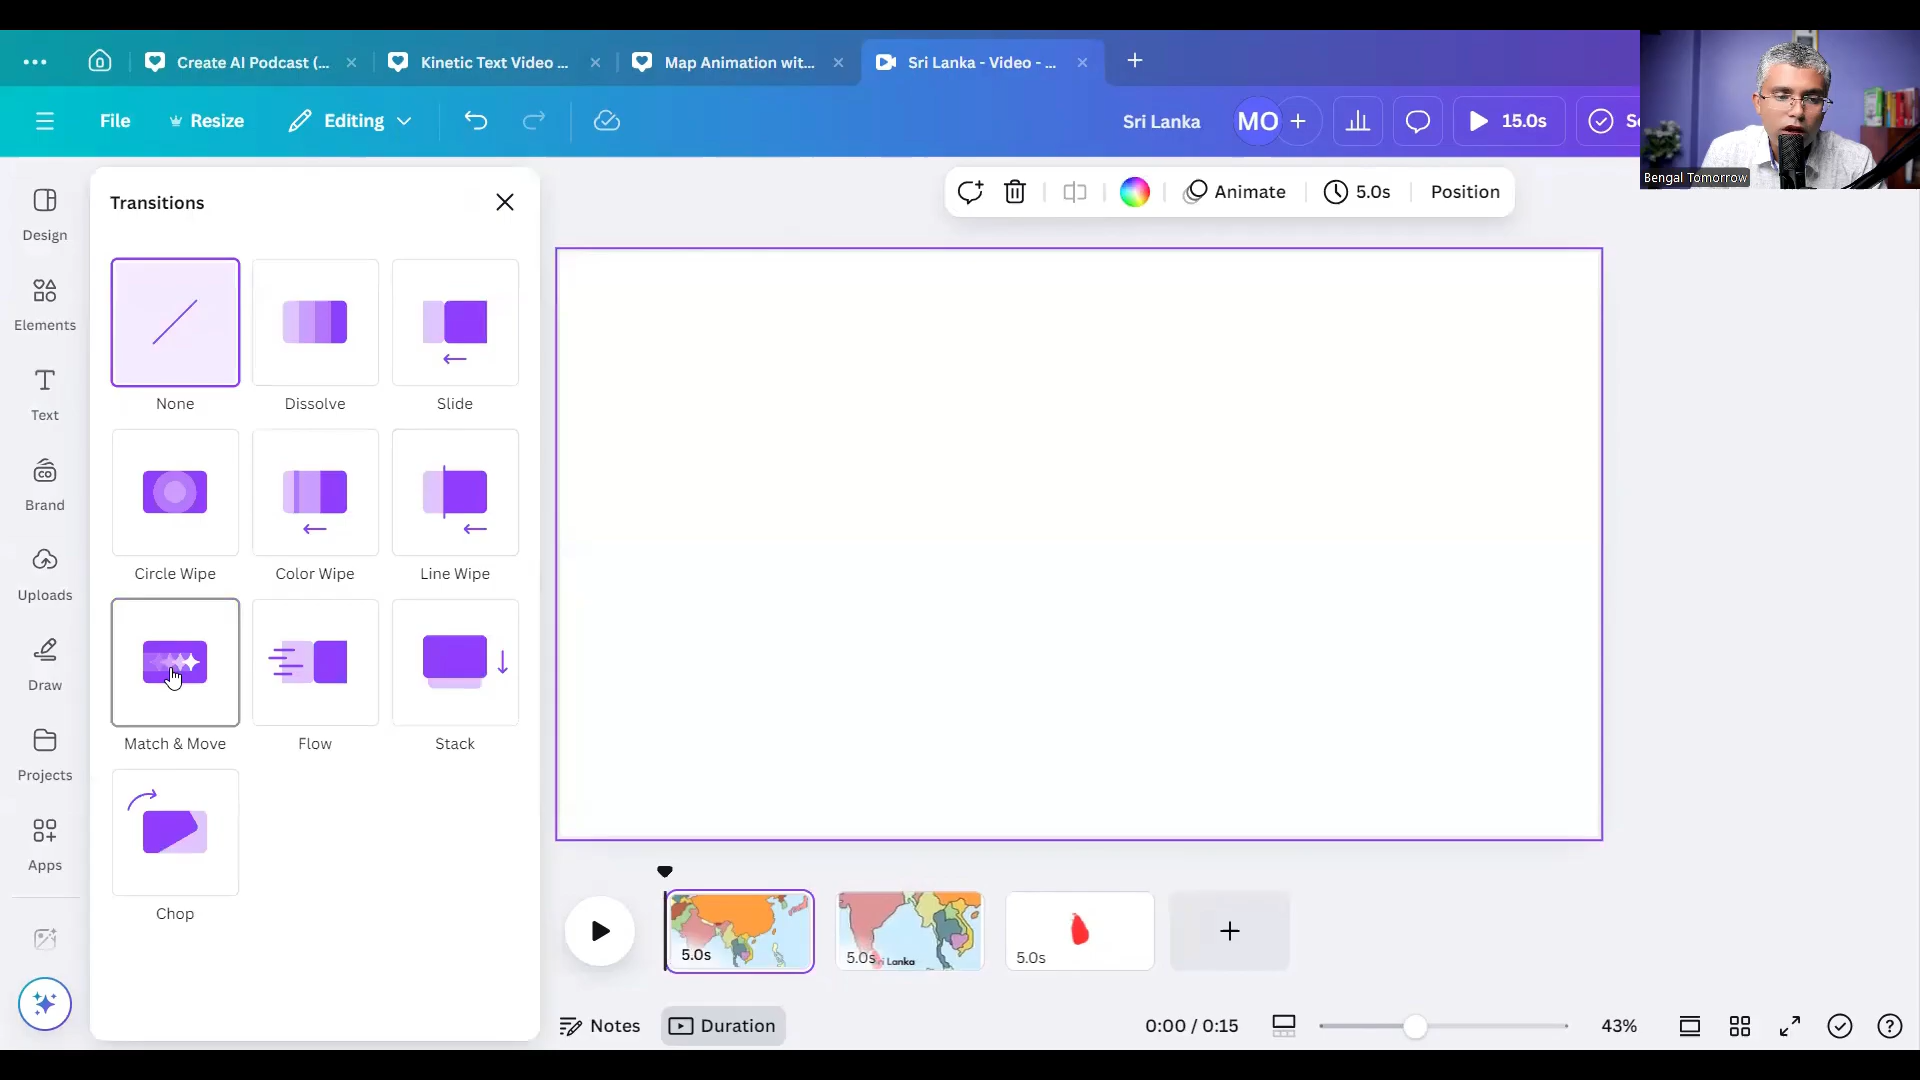 Create AI Podcast (...
Kinetic Text Video ...
Map Animation wit...
Sri Lanka - Video - ...
File
Resize
Editing
Sri Lanka
MO
15.0s
Bengal Tomorrow
Design
Elements
Text
Brand
Uploads
Draw
Projects
Apps
Transitions
None
Dissolve
Slide
Circle Wipe
Color Wipe
Line Wipe
Match & Move
Flow
Stack
Chop
Animate
5.0s
Position
5.0s
5.0s
Lanka
5.0s
Notes
Duration
0:00 / 0:15
43%